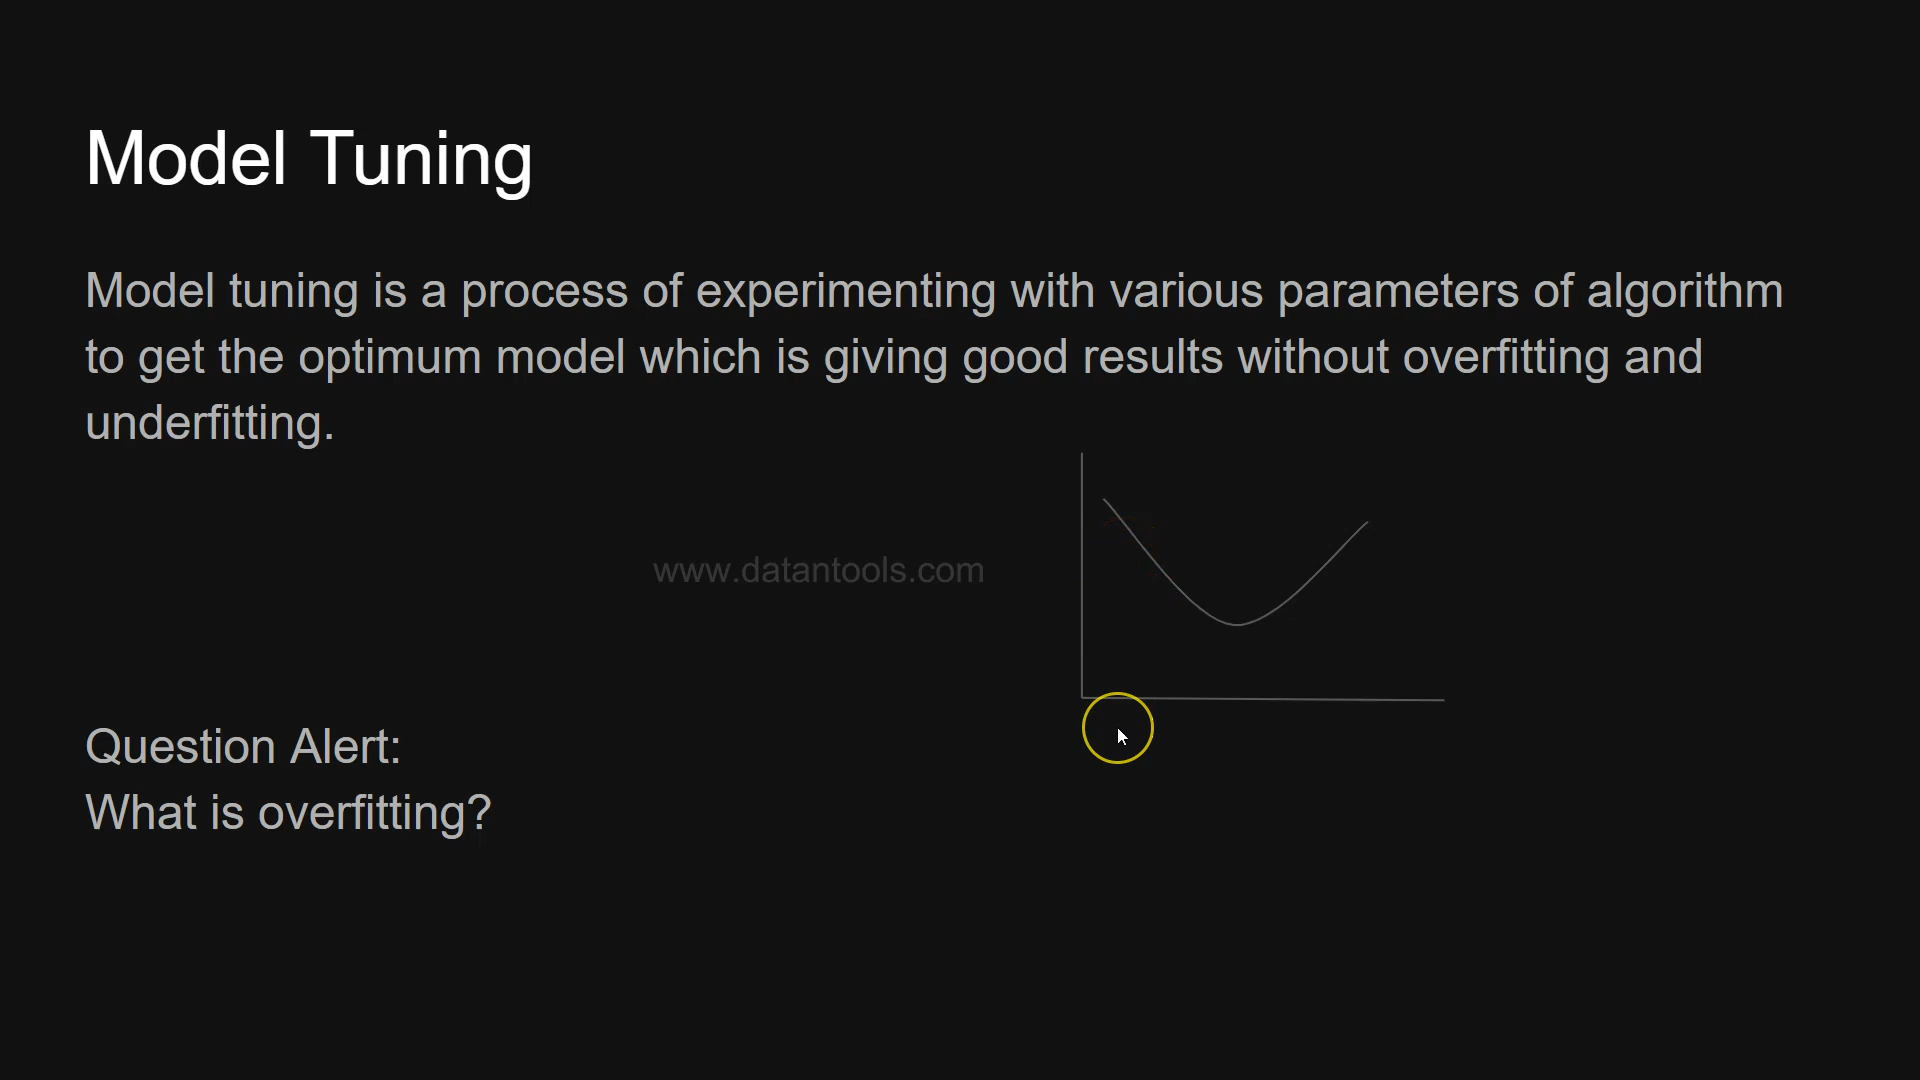 Model Tuning
Model tuning is a process of experimenting with various parameters of algorithm
to get the optimum model which is giving good results without overfitting and
underfitting.
www.datantools.com
Question Alert:
What is overfitting?